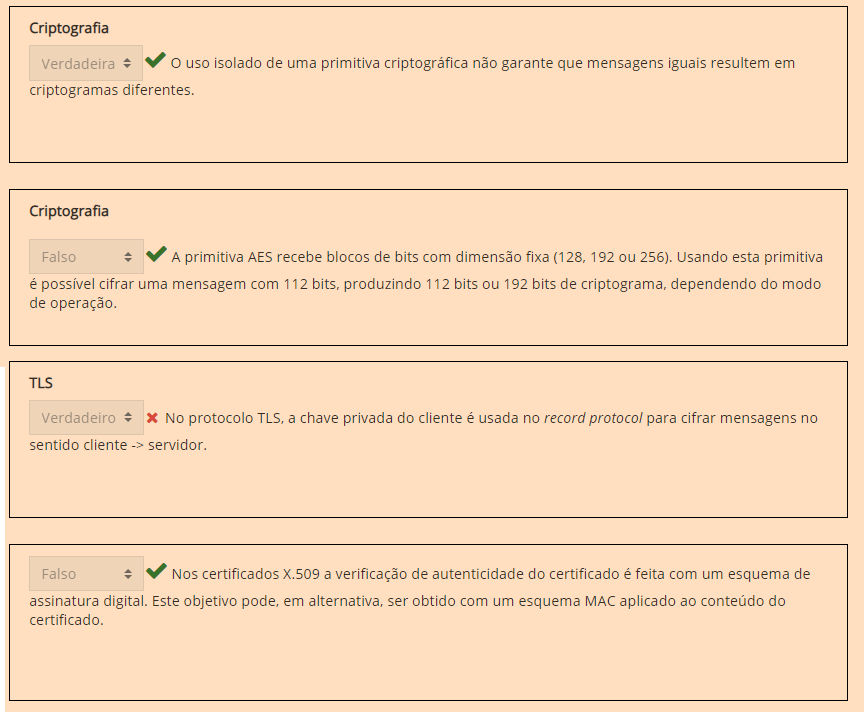 Criptografia
Verdadeira O uso isolado de uma primitiva criptográfica não garante que mensagens iguais resultem em
criptogramas diferentes.
Criptografia
Falso A primitiva AES recebe blocos de bits com dimensão fixa (128, 192 ou 256). Usando esta primitiva
é possível cifrar uma mensagem com 112 bits, produzindo 112 bits ou 192 bits de criptograma, dependendo do modo
de operação.
TLS
Verdadeiro No protocolo TLS, a chave privada do cliente é usada no record protocol para cifrar mensagens no
sentido cliente -> servidor.
Falso Nos certificados X.509 a verificação de autenticidade do certificado é feita com um esquema de
assinatura digital. Este objetivo pode, em alternativa, ser obtido com um esquema MAC aplicado ao conteúdo do
certificado.